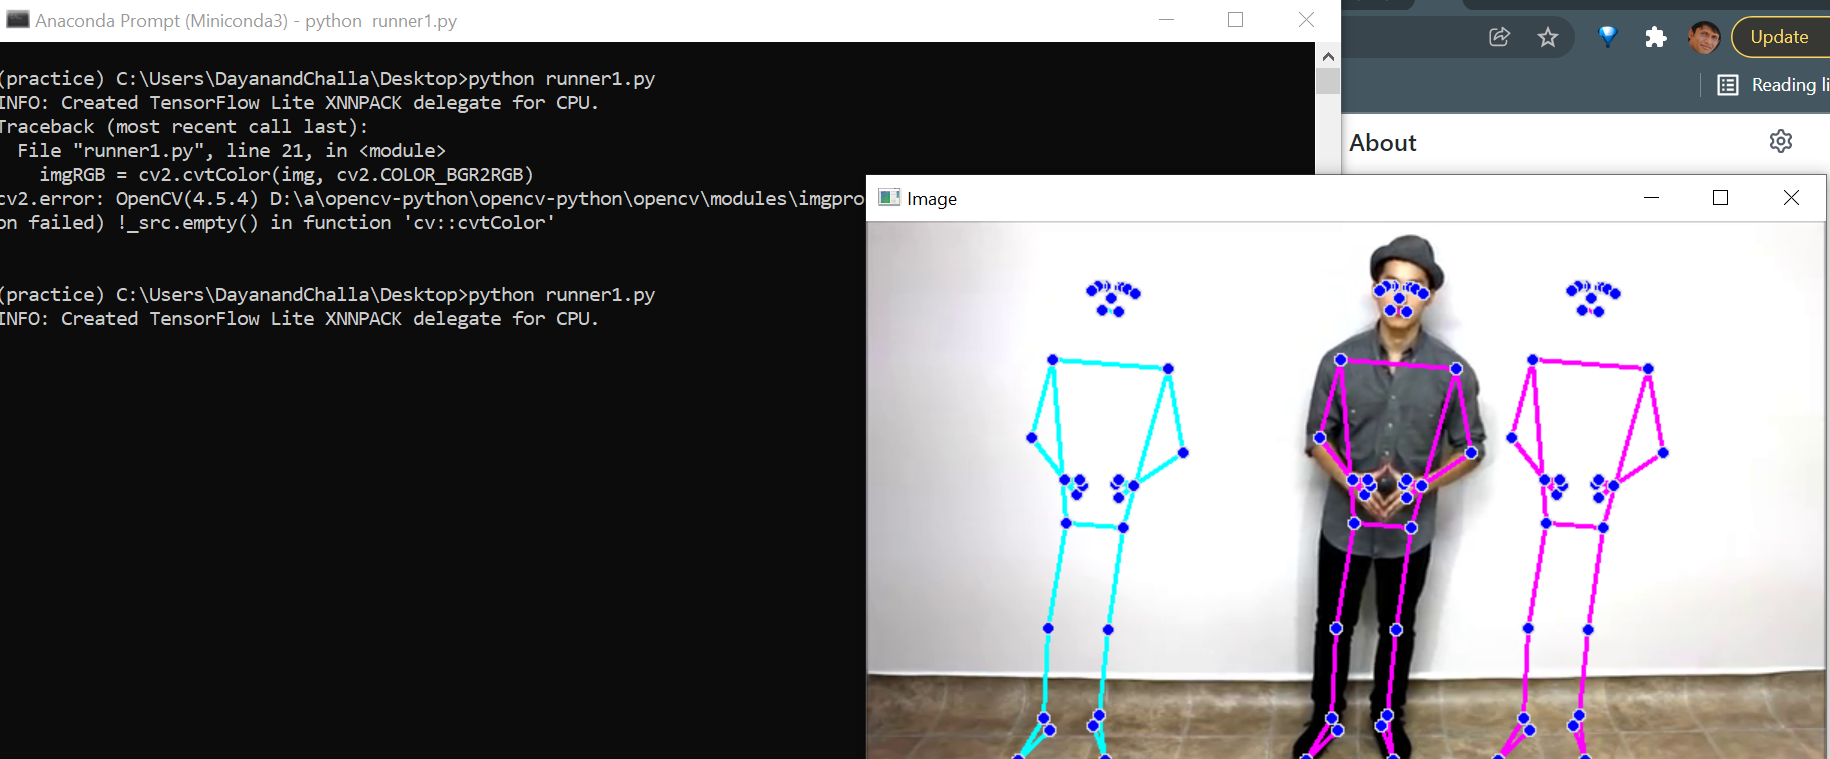 Anaconda Prompt (Miniconda3) - python  runner1.py
(practice) C:\Users\DayanandChalla\Desktop>python runner1.py
INFO: Created TensorFlow Lite XNNPACK delegate for CPU.
Traceback (most recent call last):
  File "runner1.py", line 21, in <module>
    imgRGB = cv2.cvtColor(img, cv2.COLOR_BGR2RGB)
cv2.error: OpenCV(4.5.4) D:\a\opencv-python\opencv-python\opencv\modules\imgpro
on failed) !_src.empty() in function 'cv::cvtColor'
(practice) C:\Users\DayanandChalla\Desktop>python runner1.py
INFO: Created TensorFlow Lite XNNPACK delegate for CPU.
Update
Reading li
About
Image